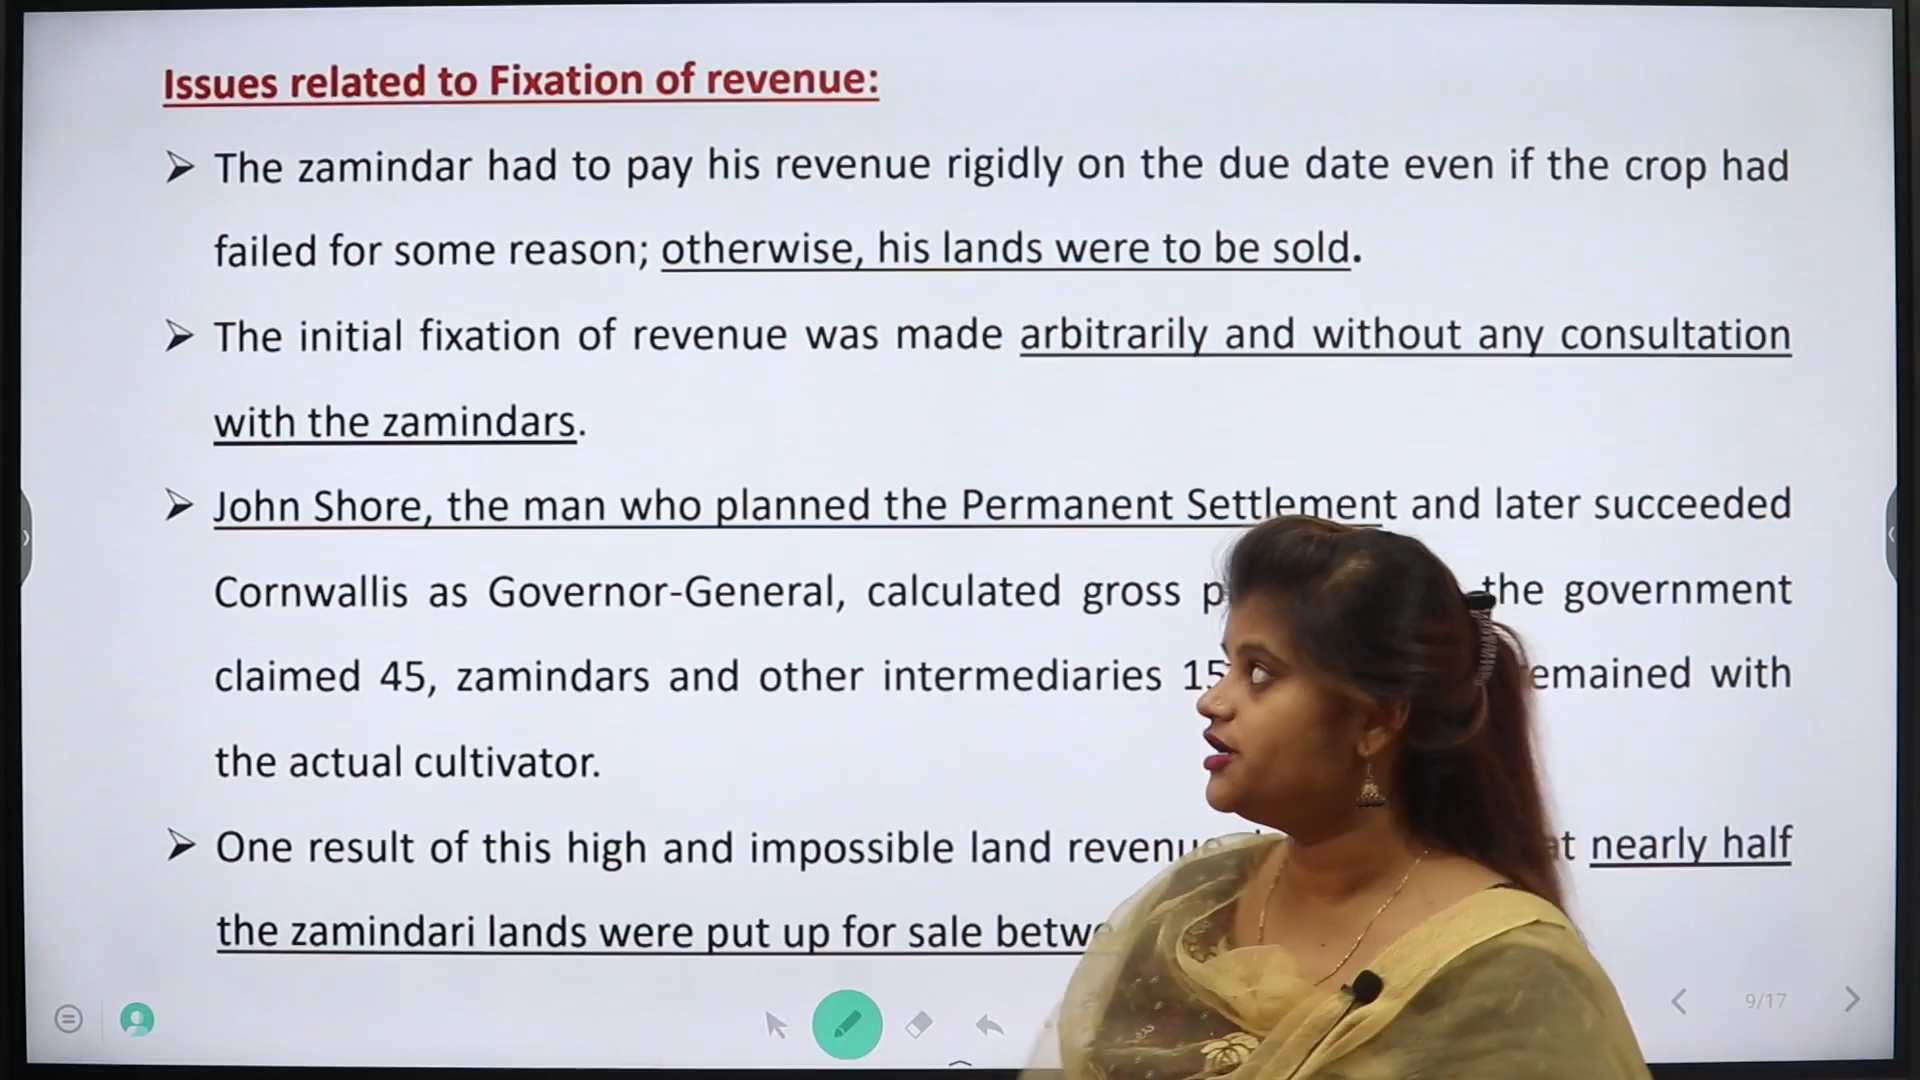 Issues related to Fixation of revenue:
➢ The zamindar had to pay his revenue rigidly on the due date even if the crop had
failed for some reason; otherwise, his lands were to be sold.
➢ The initial fixation of revenue was made arbitrarily and without any consultation
with the zamindars.
➢ John Shore, the man who planned the Permanent Settlement and later succeeded
Cornwallis as Governor-General, calculated gross the government
claimed 45, zamindars and other intermediaries 15 with
the actual cultivator.
➢ One result of this high and impossible land nearly half
the zamindari lands were put up for sale
9/17